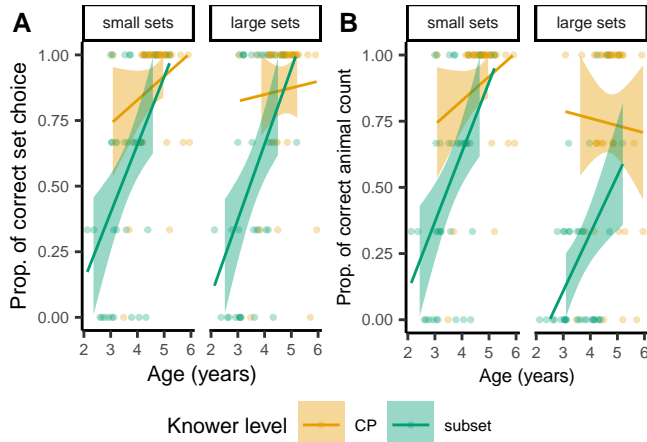 A
small sets
large sets
Prop. of correct set choice
1.00
0.75
0.50
0.25
0.00
2 3 4 5 6
2 3 4 5 6
Age (years)
B
small sets
large sets
Prop. of correct animal count
1.00
0.75
0.50
0.25
0.00
2 3 4 5 6
2 3 4 5 6
Age (years)
Knower level
CP
subset